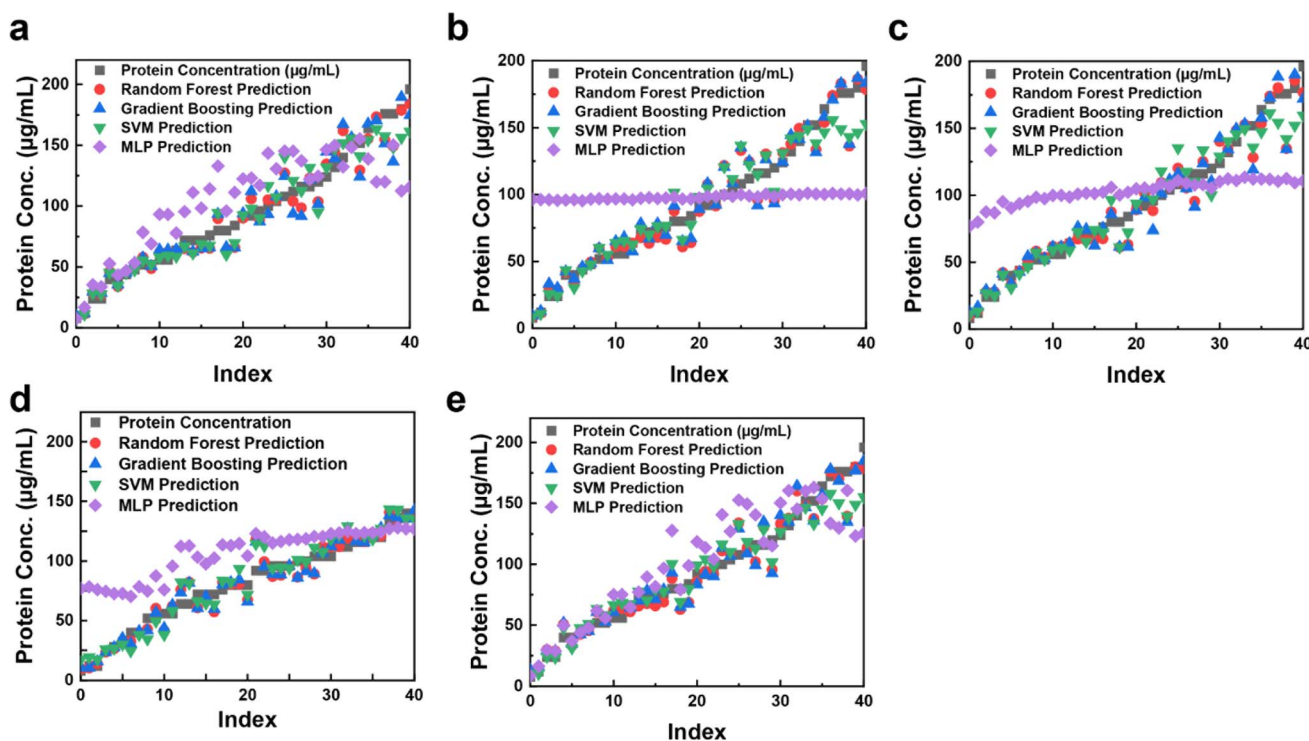 a
Protein Conc. (μg/mL)
200
150
100
50
0
Protein Concentration (μg/mL)
Random Forest Prediction
Gradient Boosting Prediction
SVM Prediction
MLP Prediction
0 10 20 30 40
Index
b
Protein Conc. (μg/mL)
200
150
100
50
0
Protein Concentration (μg/mL)
Random Forest Prediction
Gradient Boosting Prediction
SVM Prediction
MLP Prediction
0 10 20 30 40
Index
c
Protein Conc. (μg/mL)
200
150
100
50
0
Protein Concentration (μg/mL)
Random Forest Prediction
Gradient Boosting Prediction
SVM Prediction
MLP Prediction
0 10 20 30 40
Index
d
Protein Conc. (μg/mL)
200
150
100
50
0
Protein Concentration
Random Forest Prediction
Gradient Boosting Prediction
SVM Prediction
MLP Prediction
0 10 20 30 40
Index
e
Protein Conc. (μg/mL)
200
150
100
50
0
Protein Concentration (μg/mL)
Random Forest Prediction
Gradient Boosting Prediction
SVM Prediction
MLP Prediction
0 10 20 30 40
Index